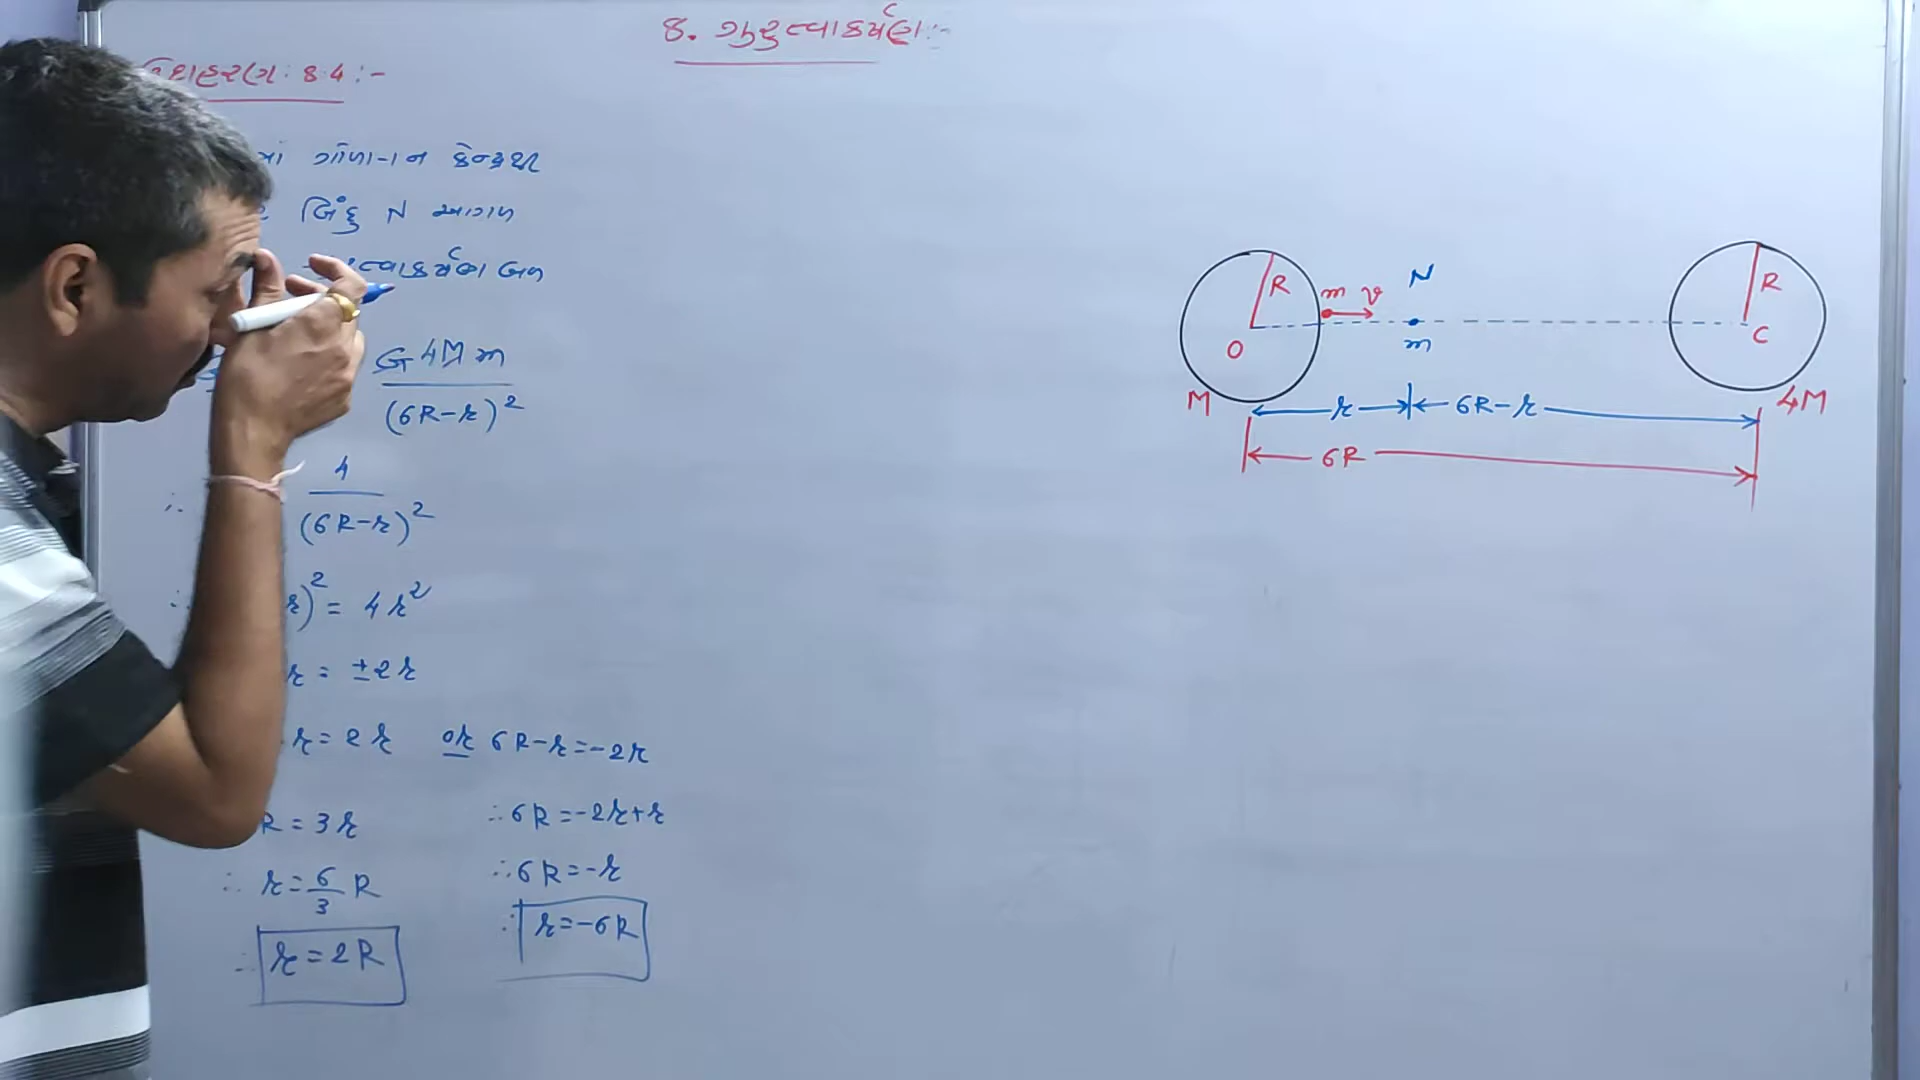 8. ગુરુત્વાકર્ષણ:-
ઉદાહરણ: 8.4 :-
ગોળાના કેન્દ્રથી
બિંદુ N આગળ
ગુરુત્વાકર્ષણ બળ
G 4M m
(6R-r)²
∴ 4
(6R-r)²
∴ r)² = 4r²
r = ±2r
r = 2r or 6R-r = -2r
R = 3r ∴ 6R = -2r+r
∴ r = 6/3 R ∴ 6R = -r
∴ r = 2R ∴ r = -6R
R m v N R
O m C
M r 6R-r 4M
6R